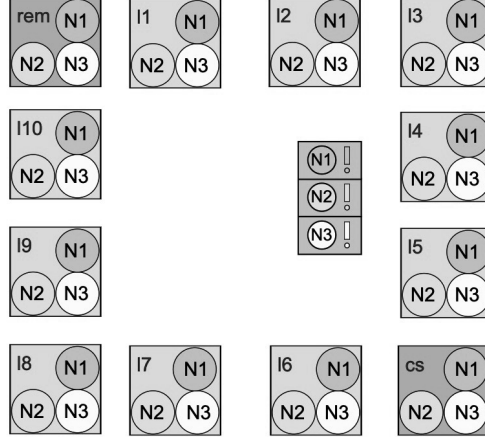 rem N1
N2 N3
I1 N1
N2 N3
I2 N1
N2 N3
I3 N1
N2 N3
I10 N1
N2 N3
N1 !
N2 !
N3 !
I4 N1
N2 N3
I9 N1
N2 N3
I5 N1
N2 N3
I8 N1
N2 N3
I7 N1
N2 N3
I6 N1
N2 N3
cs N1
N2 N3